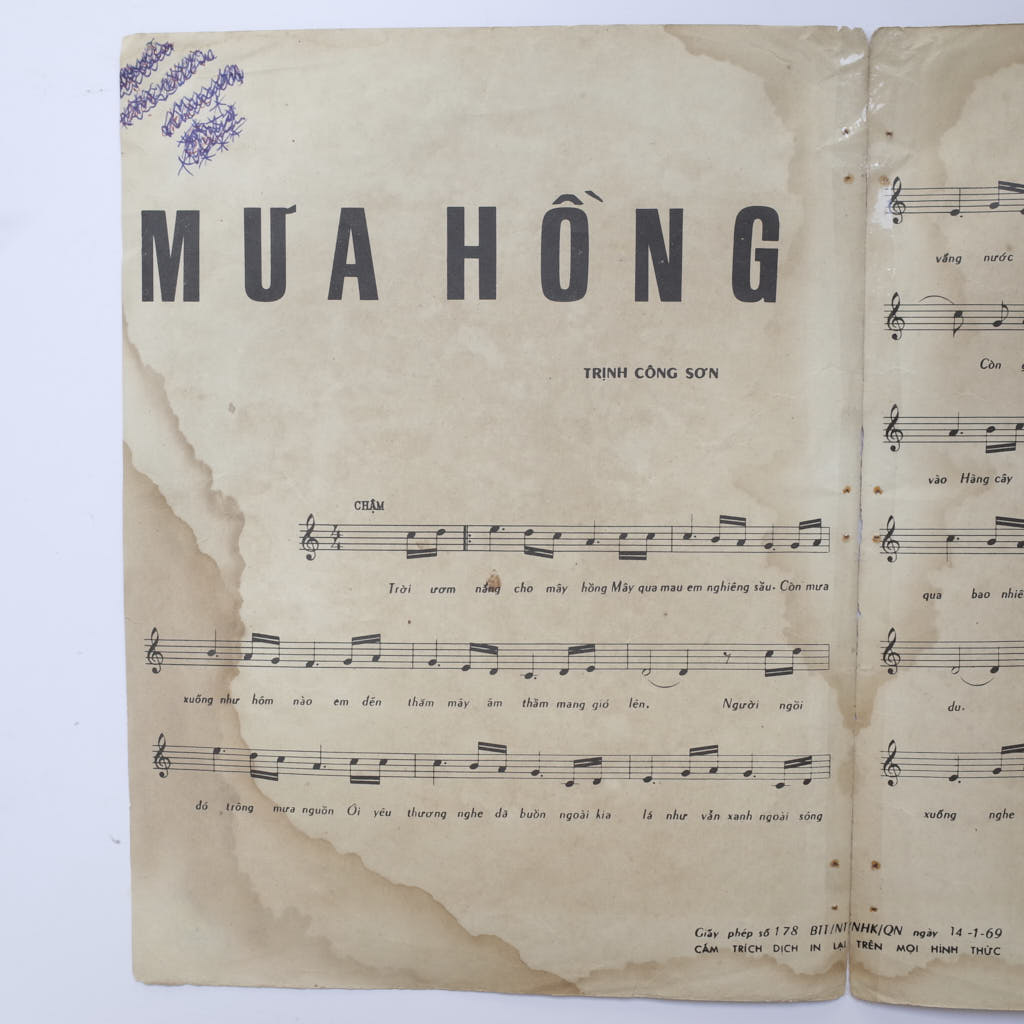 MƯA HỒNG
TRỊNH CÔNG SƠN
CHẬM
Trời ươm nắng cho mây hồng Mây qua mau em nghiêng sầu. Còn mưa
xuống như hôm nào em đến thăm mây âm thầm mang gió lên. Người ngồi
đó trông mưa nguồn Ôi yêu thương nghe đã buồn ngoài kia lá như vẫn xanh ngoài sông
vắng nước
Còn
vào Hàng cây
qua bao nhiê
du.
xuống nghe
Giấy phép số 178 BTT/NT/NHK/QN ngày 14-1-69
CẤM TRÍCH DỊCH IN LẠI TRÊN MỌI HÌNH THỨC